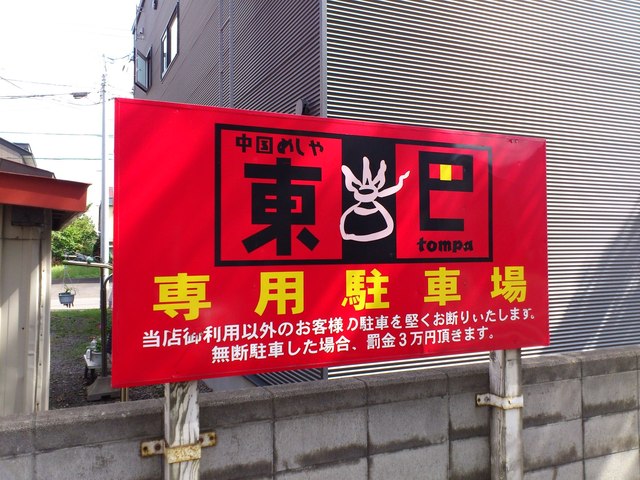 中国めしや
東巴
tompa
専用駐車場
当店御利用以外のお客様の駐車を堅くお断りいたします。
無断駐車した場合、罰金3万円頂きます。